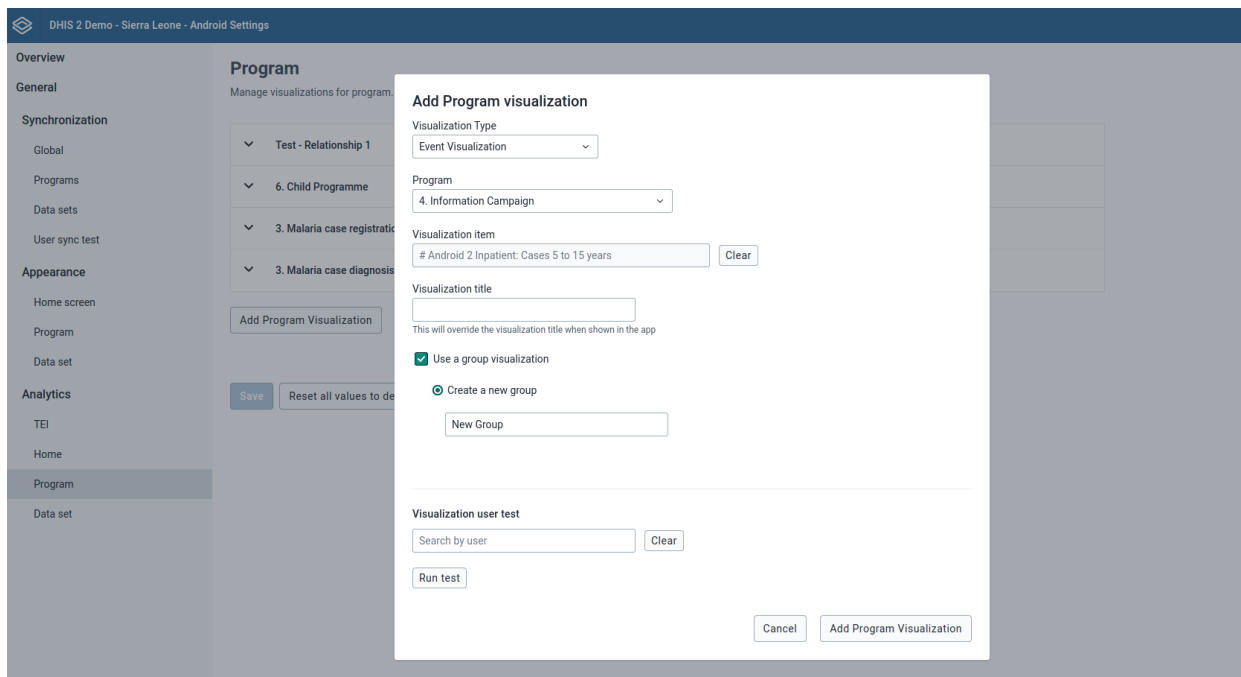 DHIS 2 Demo - Sierra Leone - Android Settings
Overview
General
Synchronization
Global
Programs
Data sets
User sync test
Appearance
Home screen
Program
Data set
Analytics
TEI
Home
Program
Data set
Program
Manage visualizations for program.
Test - Relationship 1
6. Child Programme
3. Malaria case registratio
3. Malaria case diagnosis
Add Program Visualization
Save
Reset all values to de
Add Program visualization
Visualization Type
Event Visualization
Program
4. Information Campaign
Visualization item
# Android 2 Inpatient: Cases 5 to 15 years
Clear
Visualization title
This will override the visualization title when shown in the app
Use a group visualization
Create a new group
New Group
Visualization user test
Search by user
Clear
Run test
Cancel
Add Program Visualization